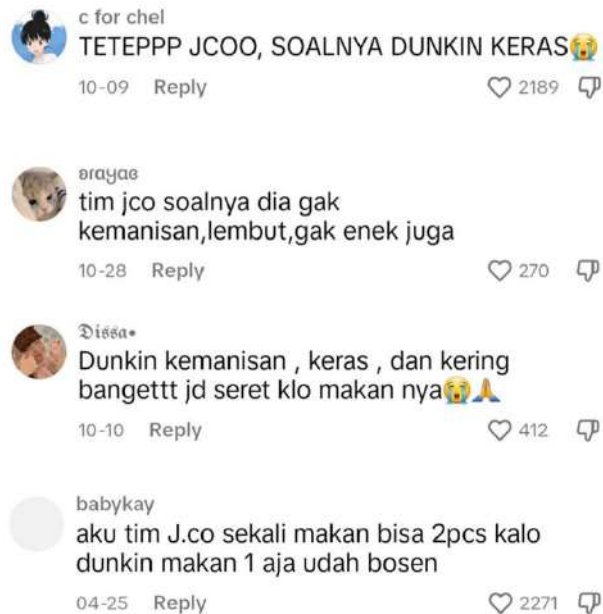 c for chel
TETEPPP JCOO, SOALNYA DUNKIN KERAS😭
10-09 Reply 2189
arayaa
tim jco soalnya dia gak
kemanisan,lembut,gak enek juga
10-28 Reply 270
𝔇𝔦𝔰𝔰𝔞•
Dunkin kemanisan , keras , dan kering
bangettt jd seret klo makan nya😭🙏
10-10 Reply 412
babykay
aku tim J.co sekali makan bisa 2pcs kalo
dunkin makan 1 aja udah bosen
04-25 Reply 2271